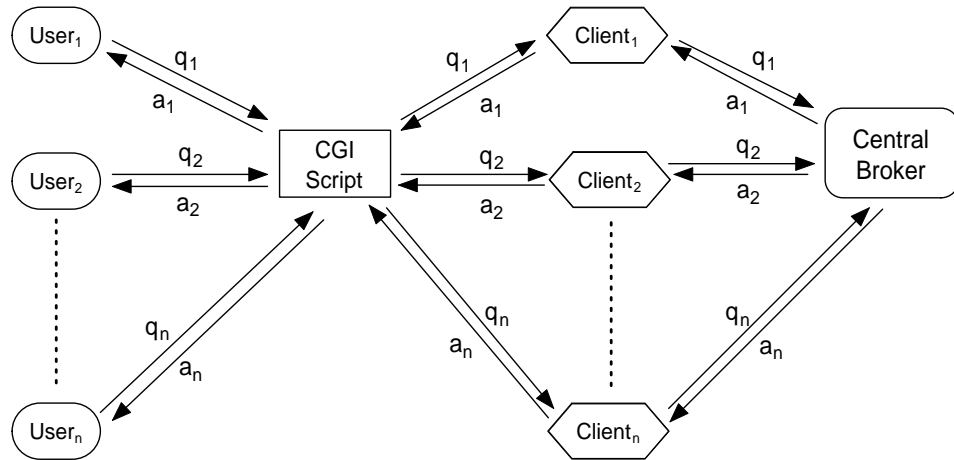 User₁
q₁
a₁
q₁
a₁
Client₁
q₁
a₁
User₂
q₂
a₂
CGI
Script
q₂
a₂
Client₂
q₂
a₂
Central
Broker
qₙ
aₙ
qₙ
aₙ
qₙ
aₙ
Userₙ
Clientₙ